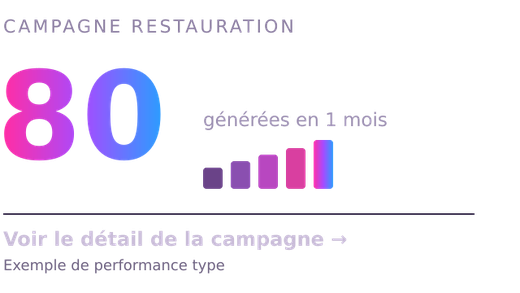 CAMPAGNE RESTAURATION
80
générées en 1 mois
Voir le détail de la campagne →
Exemple de performance type